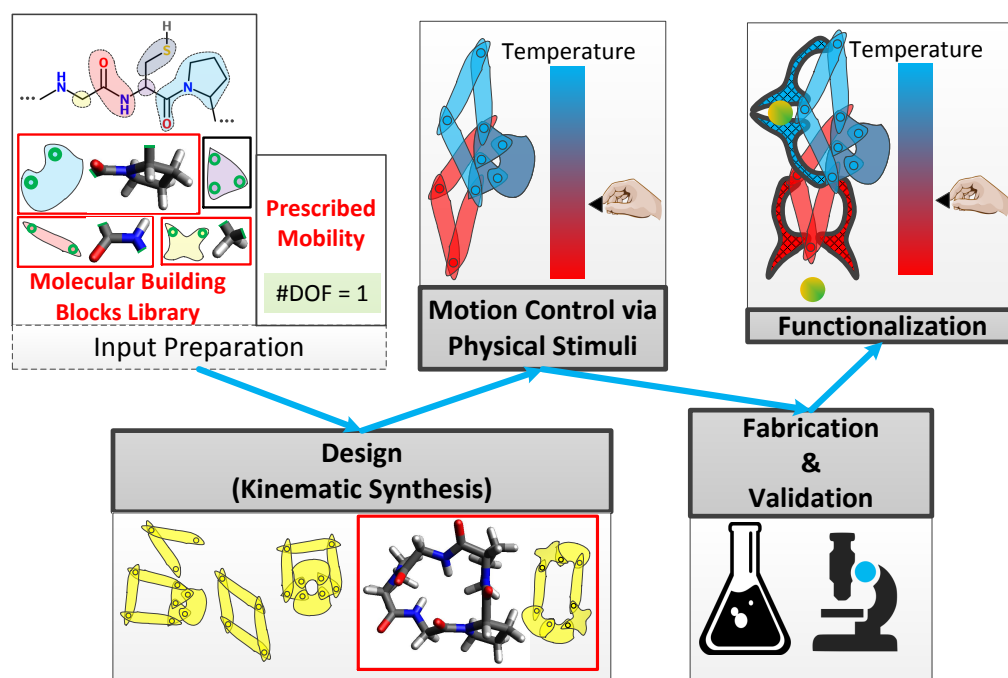 H
S
O
H
N
N
H
N
O
...
...
Molecular Building
Blocks Library
Prescribed
Mobility
#DOF = 1
Input Preparation
Temperature
Motion Control via
Physical Stimuli
Temperature
Functionalization
Design
(Kinematic Synthesis)
Fabrication
&
Validation